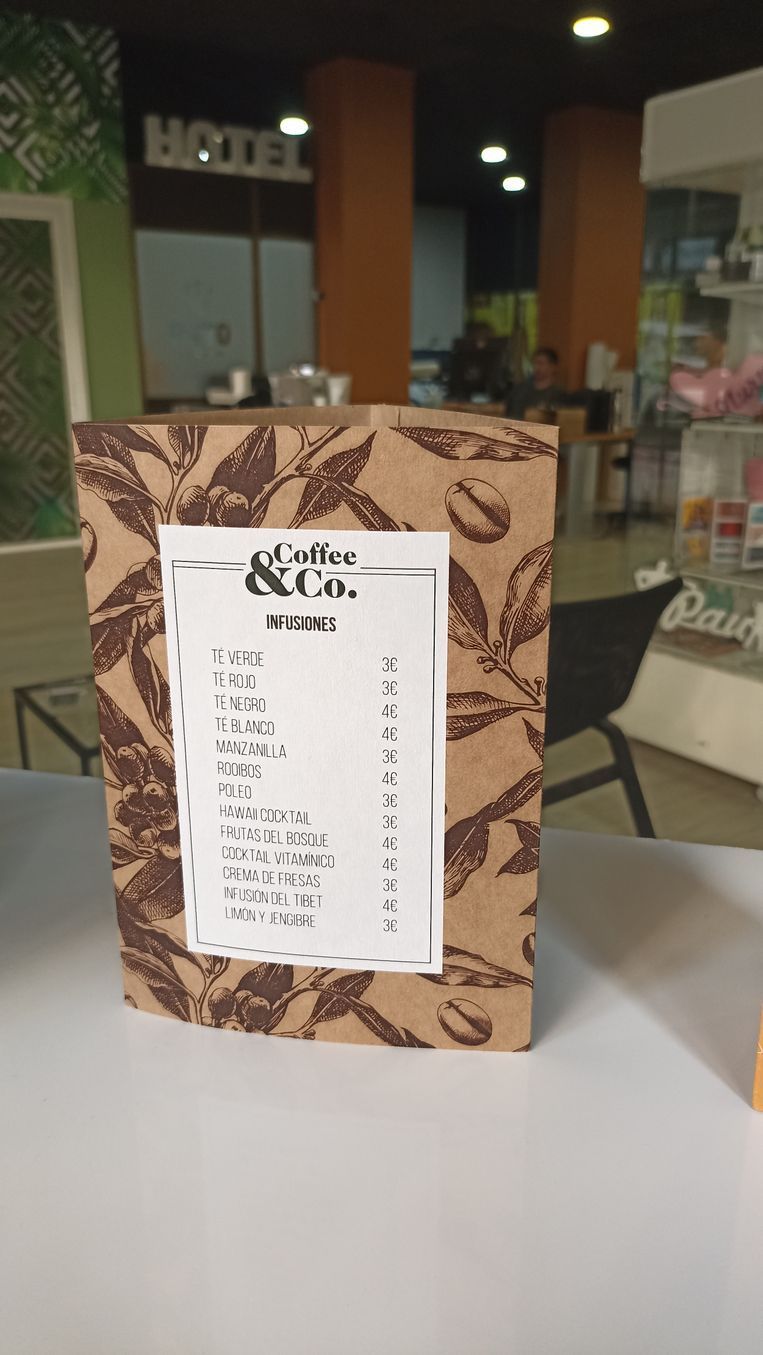 HOTEL
Coffee
&Co.
INFUSIONES
TÉ VERDE 3€
TÉ ROJO 3€
TÉ NEGRO 4€
TÉ BLANCO 4€
MANZANILLA 3€
ROOIBOS 4€
POLEO 3€
HAWAII COCKTAIL 3€
FRUTAS DEL BOSQUE 4€
COCKTAIL VITAMÍNICO 4€
CREMA DE FRESAS 3€
INFUSIÓN DEL TIBET 4€
LIMÓN Y JENGIBRE 3€